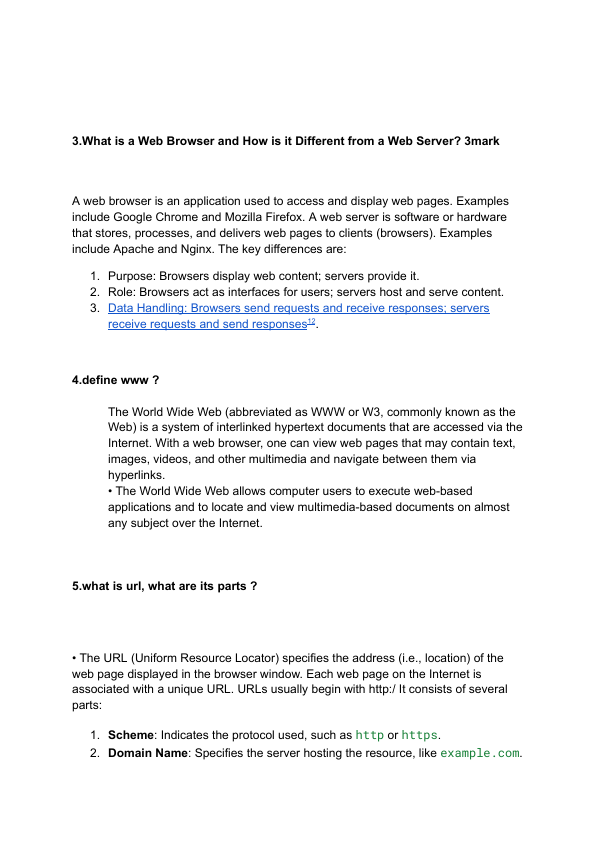 3.What is a Web Browser and How is it Different from a Web Server? 3mark
A web browser is an application used to access and display web pages. Examples
include Google Chrome and Mozilla Firefox. A web server is software or hardware
that stores, processes, and delivers web pages to clients (browsers). Examples
include Apache and Nginx. The key differences are:
1. Purpose: Browsers display web content; servers provide it.
2. Role: Browsers act as interfaces for users; servers host and serve content.
3. Data Handling: Browsers send requests and receive responses; servers
receive requests and send responses12.
4.define www ?
The World Wide Web (abbreviated as WWW or W3, commonly known as the
Web) is a system of interlinked hypertext documents that are accessed via the
Internet. With a web browser, one can view web pages that may contain text,
images, videos, and other multimedia and navigate between them via
hyperlinks.
• The World Wide Web allows computer users to execute web-based
applications and to locate and view multimedia-based documents on almost
any subject over the Internet.
5.what is url, what are its parts ?
• The URL (Uniform Resource Locator) specifies the address (i.e., location) of the
web page displayed in the browser window. Each web page on the Internet is
associated with a unique URL. URLs usually begin with http:/ It consists of several
parts:
1. Scheme: Indicates the protocol used, such as http or https.
2. Domain Name: Specifies the server hosting the resource, like example.com.